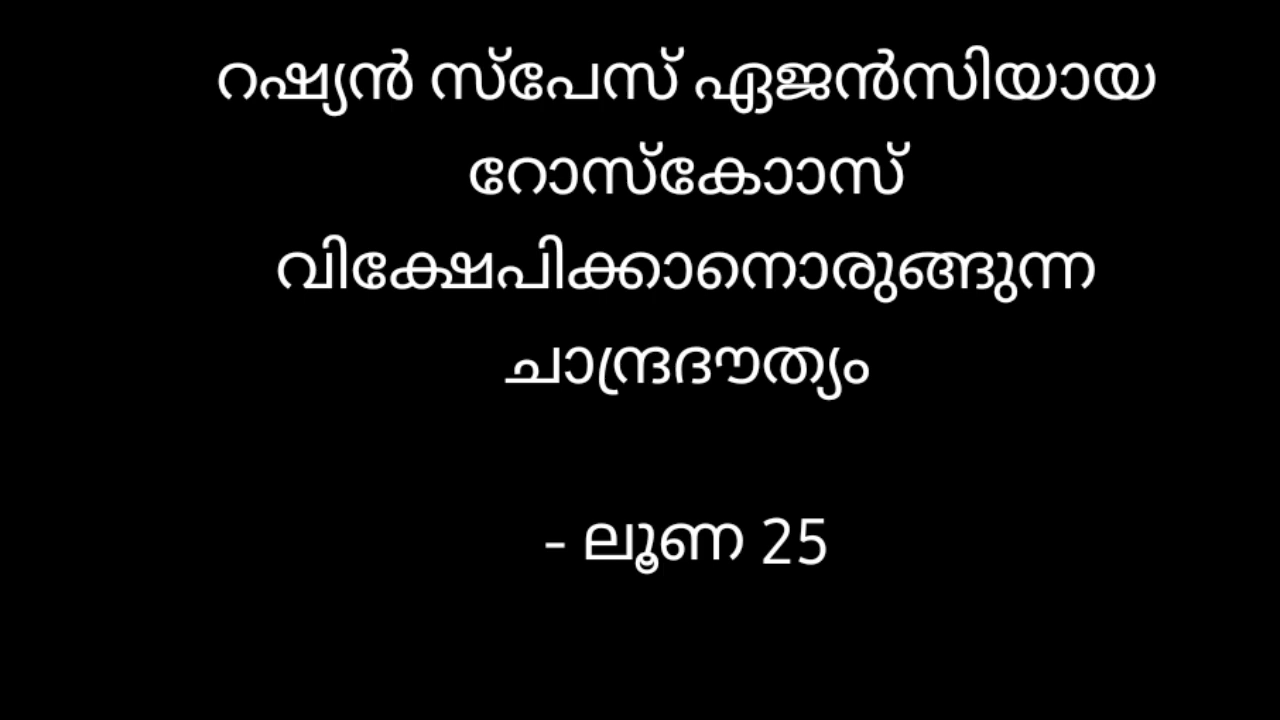 റഷ്യൻ സ്പേസ് ഏജൻസിയായ
റോസ്കോാസ്
വിക്ഷേപിക്കാനൊരുങ്ങുന്ന
ചാന്ദ്രദൗത്യം
- ലൂണ 25